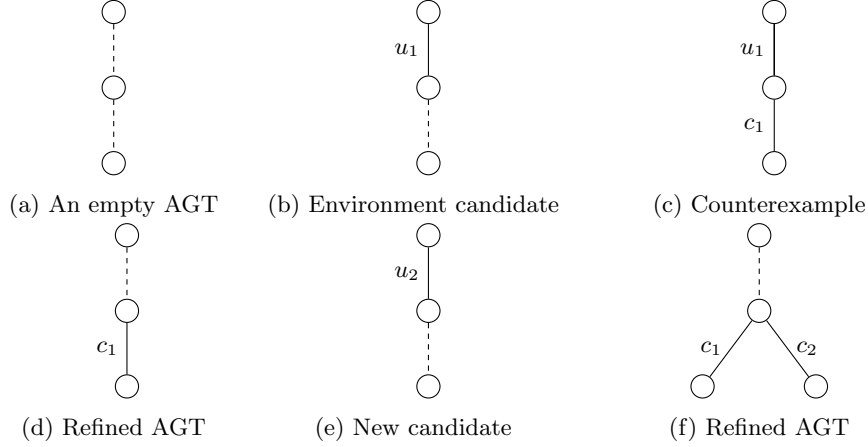 u₁
u₁
c₁
(a) An empty AGT
(b) Environment candidate
(c) Counterexample
c₁
u₂
c₁
c₂
(d) Refined AGT
(e) New candidate
(f) Refined AGT